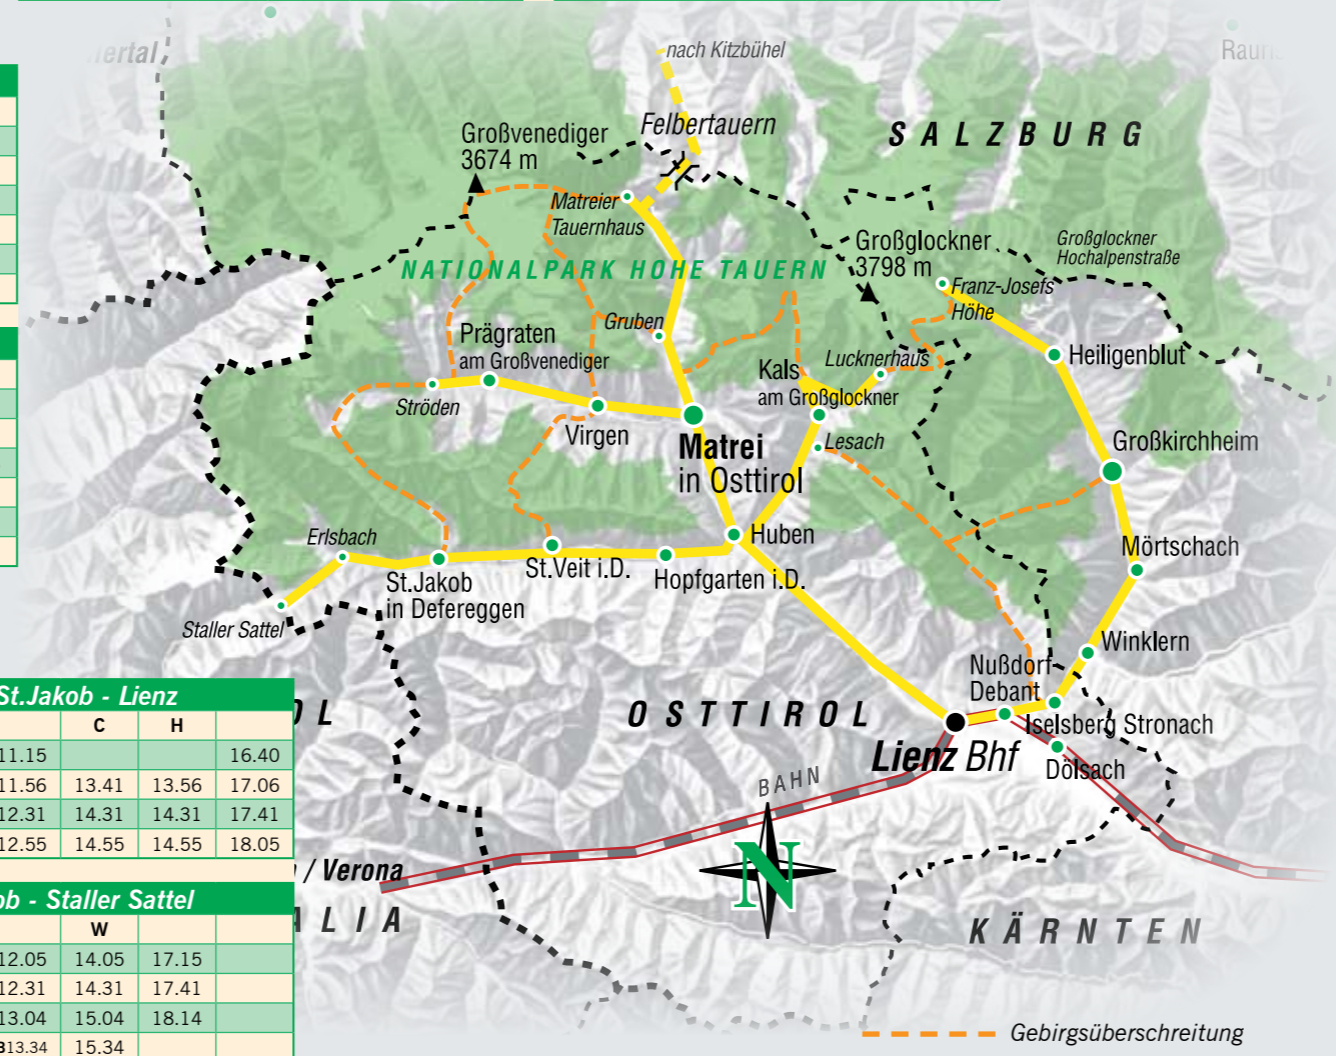 nach Kitzbühel
Felbertauern
SALZBURG
Großvenediger
3674 m
Matreier
Tauernhaus
NATIONALPARK HOHE TAUERN
Großglockner
3798 m
Großglockner
Hochalpenstraße
Franz-Josefs
Höhe
Gruben
Prägraten
am Großvenediger
Ströden
Virgen
Matrei
in Osttirol
Kals
am Großglockner
Lucknerhaus
Lesach
Heiligenblut
Großkirchheim
Mörtschach
Winklern
Huben
Erlsbach
St.Jakob
in Defereggen
St.Veit i.D.
Hopfgarten i.D.
Staller Sattel
Nußdorf-
Debant
Iselsberg Stronach
Lienz Bhf
Dölsach
OSTTIROL
BAHN
/ Verona
N
KÄRNTEN
Gebirgsüberschreitung
St.Jakob - Lienz
C H
11.15 16.40
11.56 13.41 13.56 17.06
12.31 14.31 14.31 17.41
12.55 14.55 14.55 18.05
- Staller Sattel
W
12.05 14.05 17.15
12.31 14.31 17.41
13.04 15.04 18.14
13.34 15.34